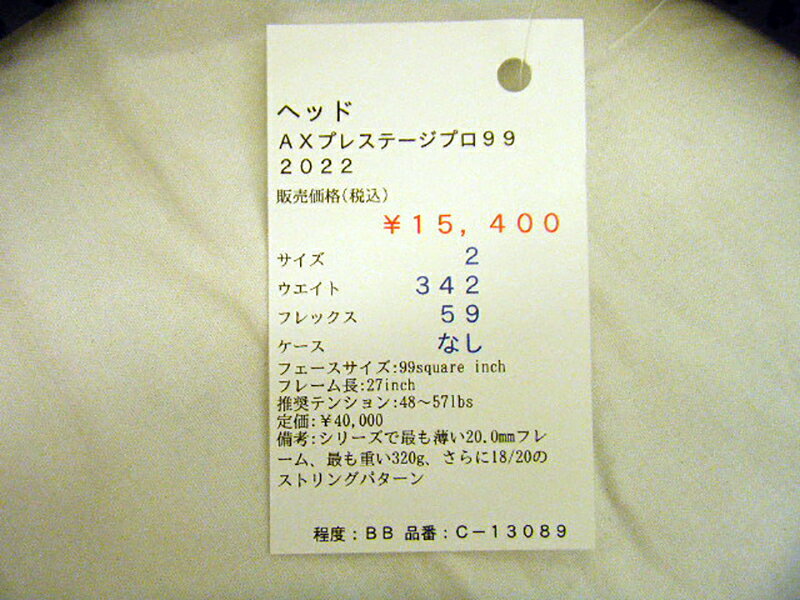 ヘッド
ＡＸプレステージプロ９９
２０２２
販売価格(税込)
￥１５，４００
サイズ ２
ウエイト ３４２
フレックス ５９
ケース なし
フェースサイズ:99square inch
フレーム長:27inch
推奨テンション:48～57lbs
定価:￥40,000
備考:シリーズで最も薄い20.0mmフレ
ーム、最も重い320g、さらに18/20の
ストリングパターン
程度：ＢＢ 品番：Ｃ－１３０８９